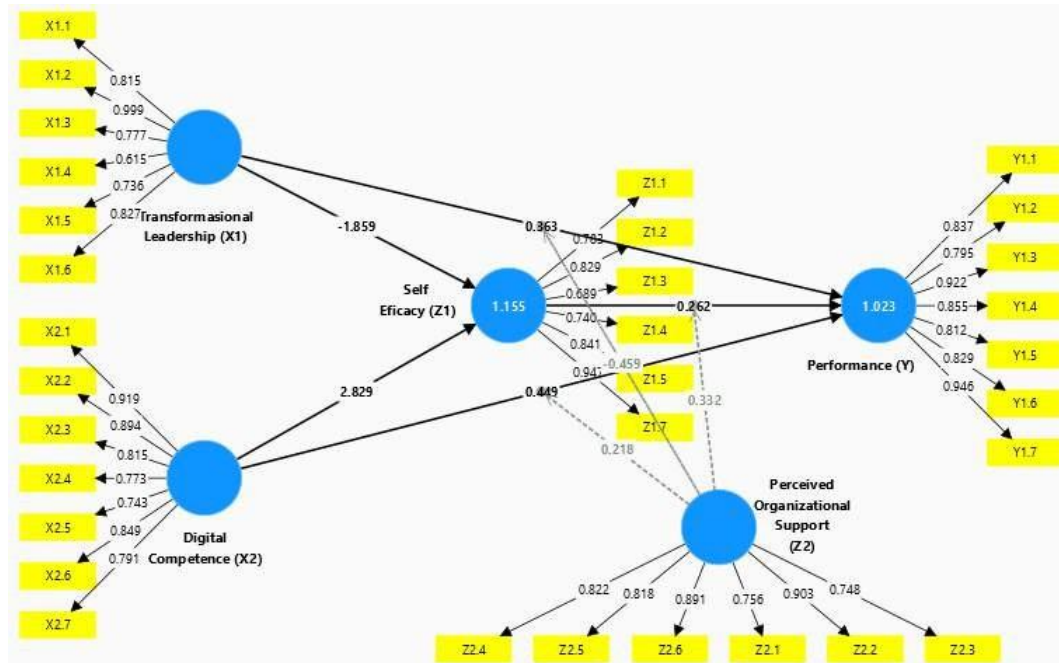 X1.1
X1.2
X1.3
X1.4
X1.5
X1.6
0.815
0.999
0.777
0.615
0.736
0.827
Transformasional
Leadership (X1)
X2.1
X2.2
X2.3
X2.4
X2.5
X2.6
X2.7
0.919
0.894
0.815
0.773
0.743
0.849
0.791
Digital
Competence (X2)
-1.859
2.829
0.363
0.262
0.449
Self
Eficacy (Z1)
1.155
Z1.1
Z1.2
Z1.3
Z1.4
Z1.5
Z1.7
0.783
0.829
0.689
0.740
0.841
0.941
-0.459
0.332
0.218
1.023
Performance (Y)
Y1.1
Y1.2
Y1.3
Y1.4
Y1.5
Y1.6
Y1.7
0.837
0.795
0.922
0.855
0.812
0.829
0.946
Perceived
Organizational
Support
(Z2)
0.822
0.818
0.891
0.756
0.903
0.748
Z2.4
Z2.5
Z2.6
Z2.1
Z2.2
Z2.3